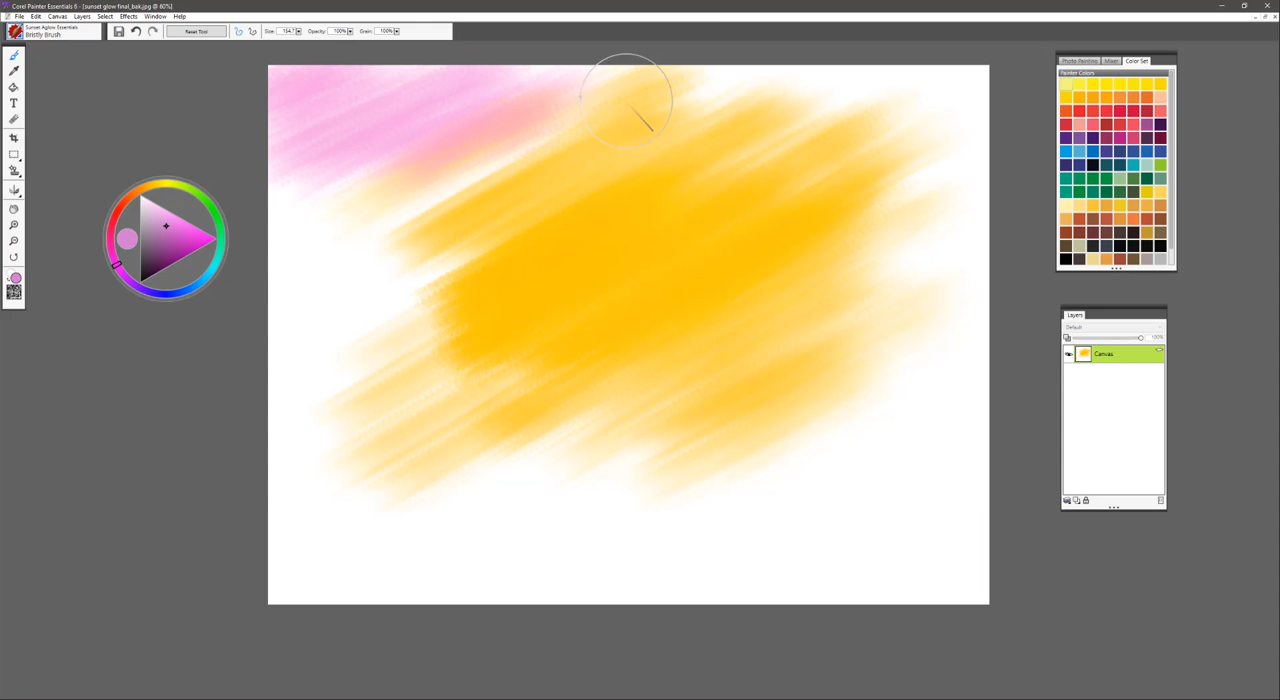 Corel Painter Essentials 6 - [sunset glow final_bak.jpg @ 60%]
File Edit Canvas Layers Select Effects Window Help
Sunset Aglow Essentials
Bristly Brush
Reset Tool
Size: 154.7
Opacity: 100%
Grain: 100%
T
Photo Painting Mixer Color Set
Painter Colors
Layers
Default
100%
Canvas